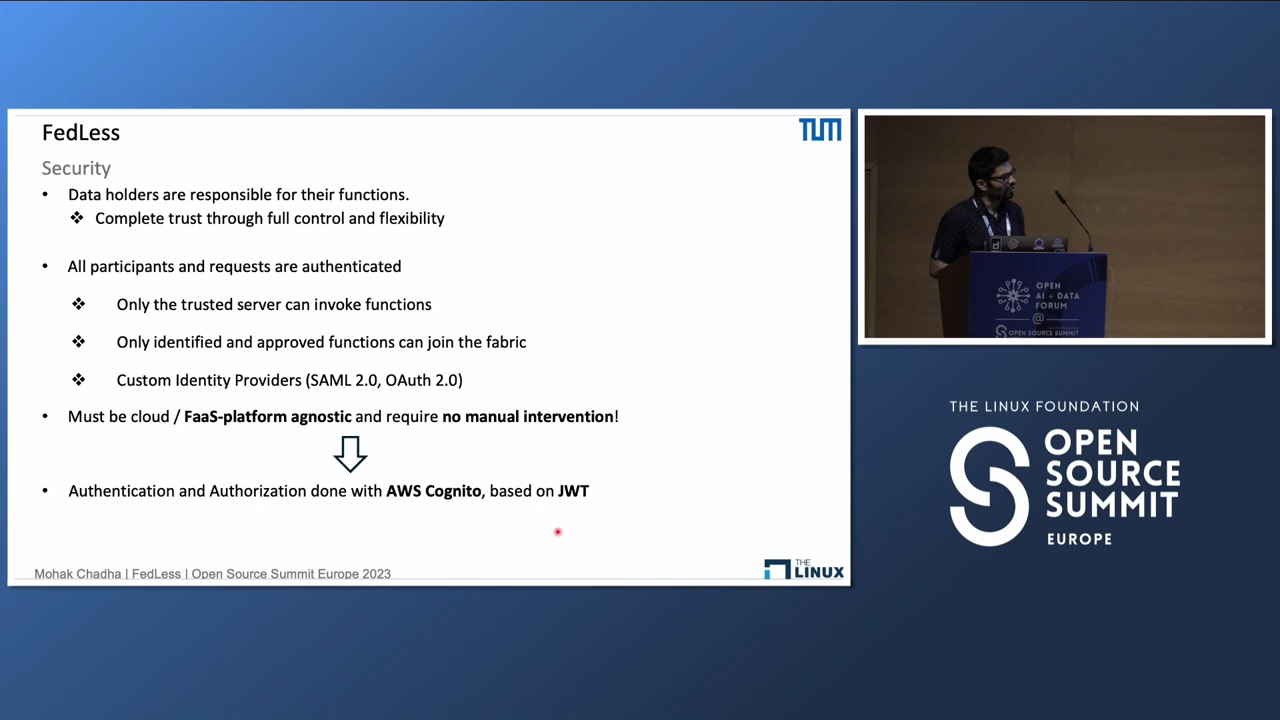 FedLess
TUM
Security
• Data holders are responsible for their functions.
❖ Complete trust through full control and flexibility
• All participants and requests are authenticated
❖ Only the trusted server can invoke functions
❖ Only identified and approved functions can join the fabric
❖ Custom Identity Providers (SAML 2.0, OAuth 2.0)
• Must be cloud / FaaS-platform agnostic and require no manual intervention!
• Authentication and Authorization done with AWS Cognito, based on JWT
Mohak Chadha | FedLess | Open Source Summit Europe 2023
THE
LINUX
OPEN
AI + DATA
FORUM
@
OPEN SOURCE SUMMIT
THE LINUX FOUNDATION
OPEN
SOURCE
SUMMIT
EUROPE